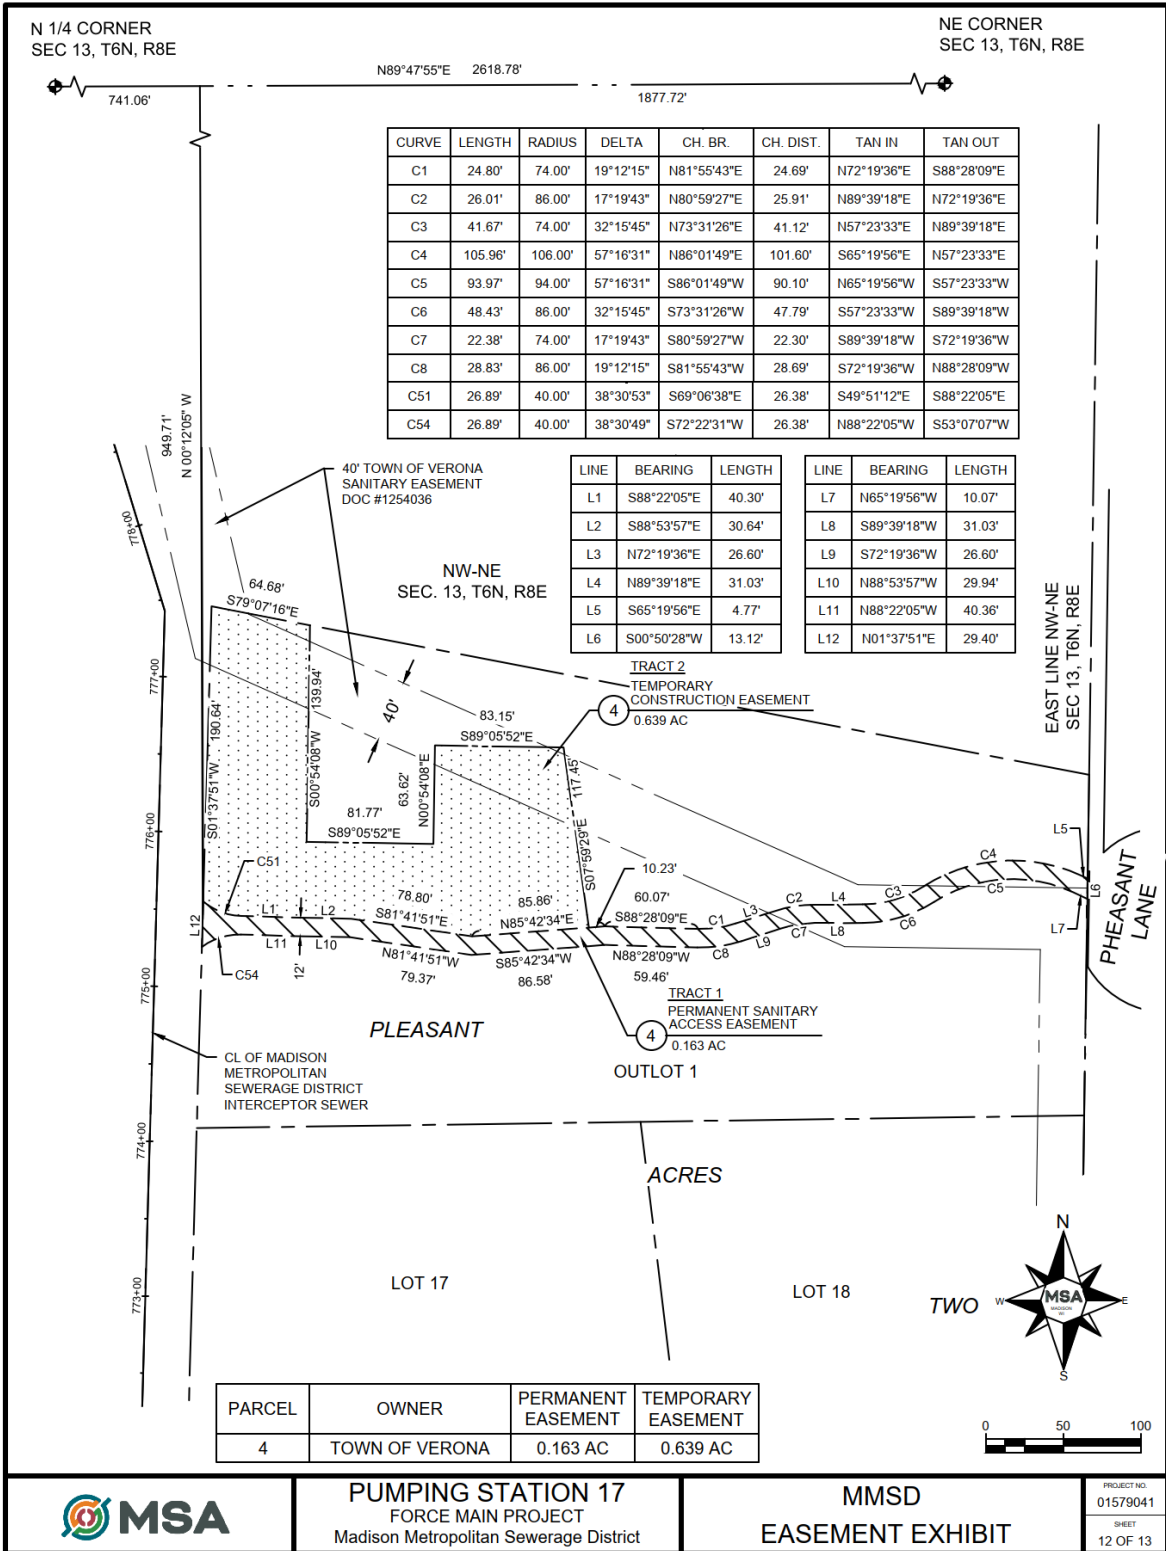 N 1/4 CORNER
SEC 13, T6N, R8E
NE CORNER
SEC 13, T6N, R8E
N89°47'55"E 2618.78'
741.06'
1877.72'
CURVE LENGTH RADIUS DELTA CH. BR. CH. DIST. TAN IN TAN OUT
C1 24.80' 74.00' 19°12'15" N81°55'43"E 24.69' N72°19'36"E S88°28'09"E
C2 26.01' 86.00' 17°19'43" N80°59'27"E 25.91' N89°39'18"E N72°19'36"E
C3 41.67' 74.00' 32°15'45" N73°31'26"E 41.12' N57°23'33"E N89°39'18"E
C4 105.96' 106.00' 57°16'31" N86°01'49"E 101.60' S65°19'56"E N57°23'33"E
C5 93.97' 94.00' 57°16'31" S86°01'49"W 90.10' N65°19'56"W S57°23'33"W
C6 48.43' 86.00' 32°15'45" S73°31'26"W 47.79' S57°23'33"W S89°39'18"W
C7 22.38' 74.00' 17°19'43" S80°59'27"W 22.30' S89°39'18"W S72°19'36"W
C8 28.83' 86.00' 19°12'15" S81°55'43"W 28.69' S72°19'36"W N88°28'09"W
C51 26.89' 40.00' 38°30'53" S69°06'38"E 26.38' S49°51'12"E S88°22'05"E
C54 26.89' 40.00' 38°30'49" S72°22'31"W 26.38' N88°22'05"W S53°07'07"W
949.71'
N 00°12'05" W
40' TOWN OF VERONA
SANITARY EASEMENT
DOC #1254036
LINE BEARING LENGTH
L1 S88°22'05"E 40.30'
L2 S88°53'57"E 30.64'
L3 N72°19'36"E 26.60'
L4 N89°39'18"E 31.03'
L5 S65°19'56"E 4.77'
L6 S00°50'28"W 13.12'
LINE BEARING LENGTH
L7 N65°19'56"W 10.07'
L8 S89°39'18"W 31.03'
L9 S72°19'36"W 26.60'
L10 N88°53'57"W 29.94'
L11 N88°22'05"W 40.36'
L12 N01°37'51"E 29.40'
NW-NE
SEC. 13, T6N, R8E
EAST LINE NW-NE
SEC 13, T6N, R8E
778+00
777+00
776+00
775+00
774+00
773+00
64.68'
S79°07'16"E
190.64'
S01°37'51"W
139.94'
S00°54'08"W
40'
83.15'
S89°05'52"E
63.62'
N00°54'08"E
81.77'
S89°05'52"E
117.45'
S07°59'29"E
TRACT 2
TEMPORARY
CONSTRUCTION EASEMENT
4
0.639 AC
C51
L12
L1
L2
L11
L10
C54
12'
78.80'
S81°41'51"E
N81°41'51"W
79.37'
85.86'
N85°42'34"E
S85°42'34"W
86.58'
10.23'
60.07'
S88°28'09"E
N88°28'09"W
59.46'
C1
L3
C2
L4
C3
C4
C5
C6
L8
C7
L9
C8
L5
L6
L7
PHEASANT
LANE
TRACT 1
PERMANENT SANITARY
ACCESS EASEMENT
4
0.163 AC
PLEASANT
OUTLOT 1
CL OF MADISON
METROPOLITAN
SEWERAGE DISTRICT
INTERCEPTOR SEWER
ACRES
LOT 17
LOT 18
TWO
N
W
E
S
MSA
MADISON
WI
PARCEL OWNER PERMANENT EASEMENT TEMPORARY EASEMENT
4 TOWN OF VERONA 0.163 AC 0.639 AC
0 50 100
MSA
PUMPING STATION 17
FORCE MAIN PROJECT
Madison Metropolitan Sewerage District
MMSD
EASEMENT EXHIBIT
PROJECT NO.
01579041
SHEET
12 OF 13